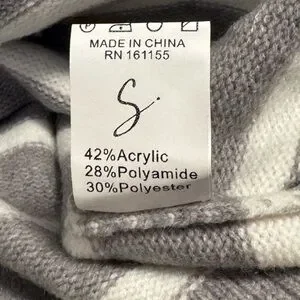 MADE IN CHINA
RN 161155
S.
42%Acrylic
28%Polyamide
30%Polyester